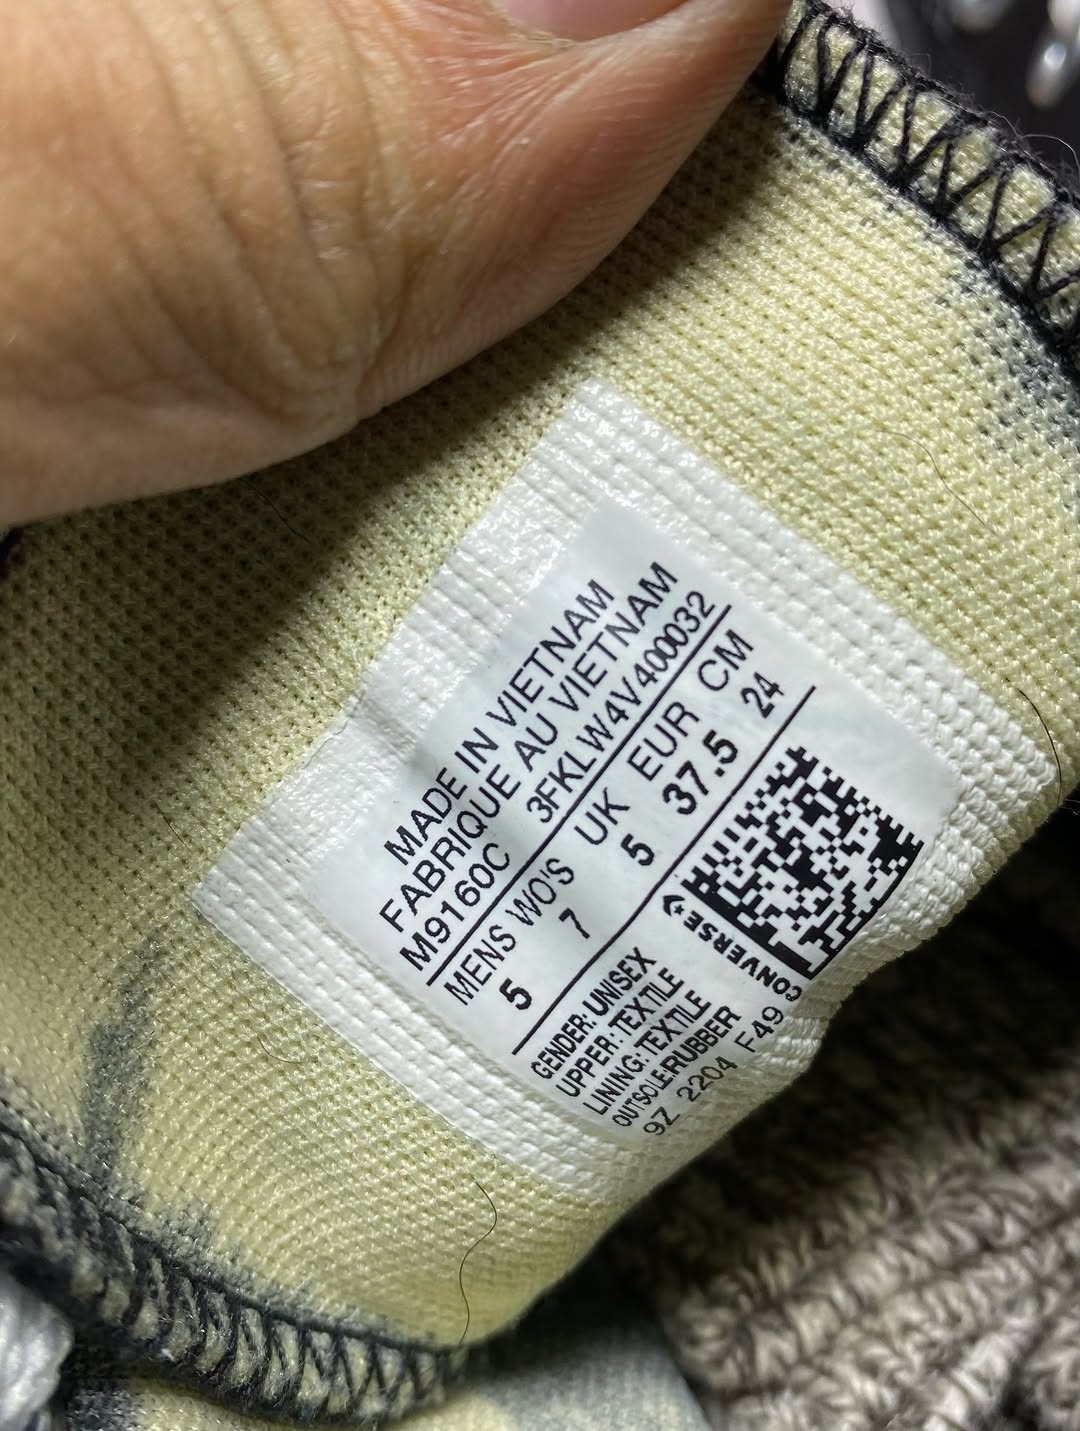 MADE IN VIETNAM
FABRIQUE AU VIETNAM
M9160C 3FKLW4V400032
MENS WO'S UK EUR CM
5 7 5 37.5 24
GENDER: UNISEX
UPPER: TEXTILE
LINING: TEXTILE
OUTSOLE:RUBBER
9Z 2204 F49
CONVERSE